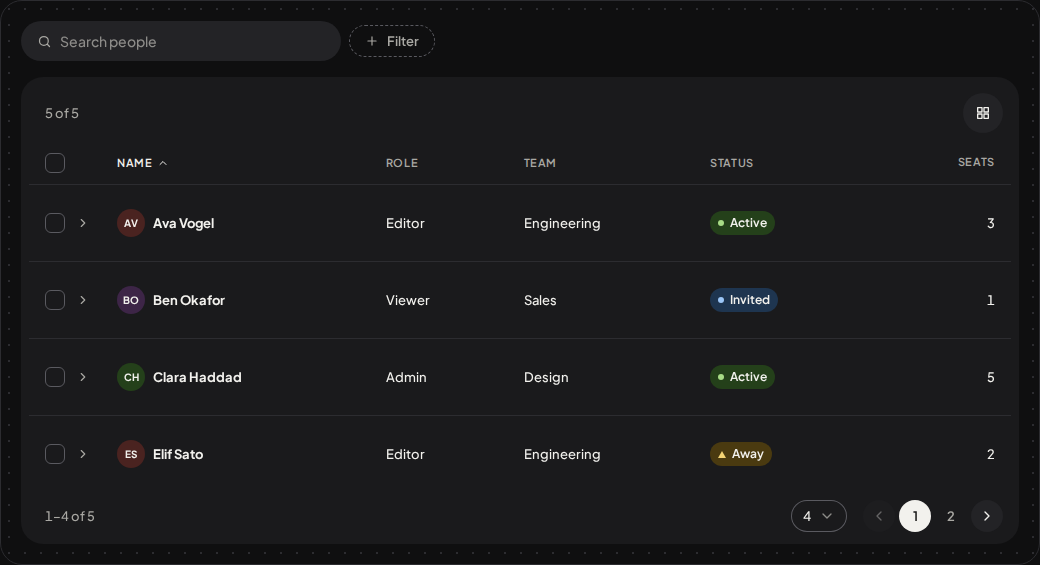 Search people
Filter
5 of 5
NAME ROLE TEAM STATUS SEATS
AV Ava Vogel Editor Engineering Active 3
BO Ben Okafor Viewer Sales Invited 1
CH Clara Haddad Admin Design Active 5
ES Elif Sato Editor Engineering Away 2
1–4 of 5 4 1 2